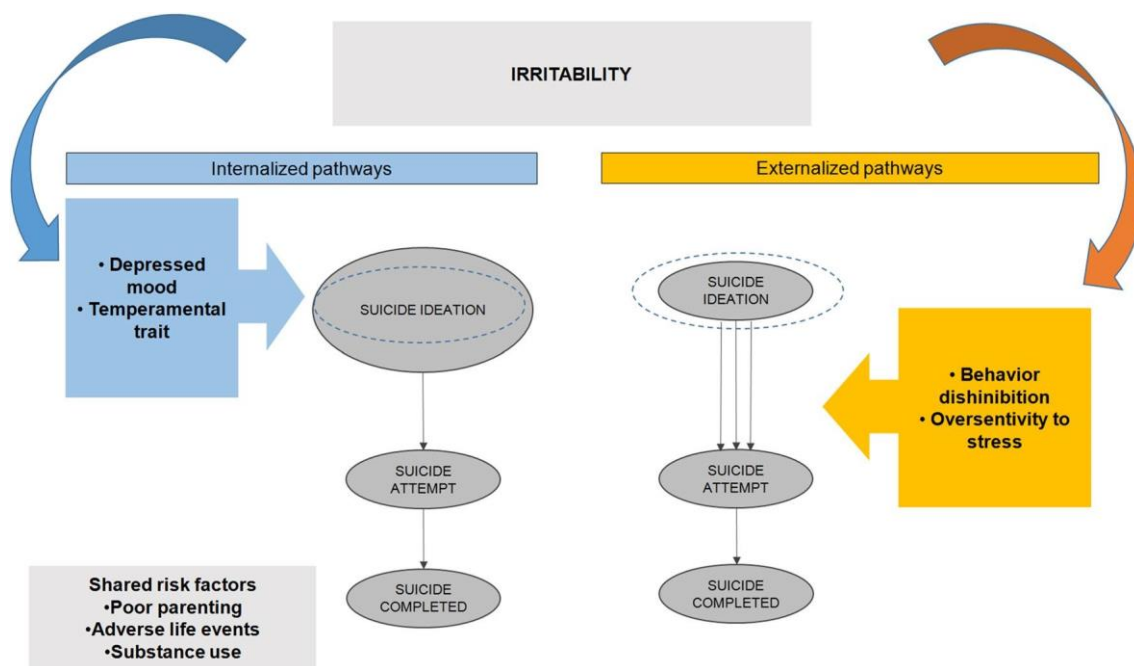 IRRITABILITY
Internalized pathways
• Depressed
mood
• Temperamental
trait
SUICIDE IDEATION
SUICIDE
ATTEMPT
SUICIDE
COMPLETED
Externalized pathways
SUICIDE
IDEATION
SUICIDE
ATTEMPT
SUICIDE
COMPLETED
• Behavior
dishinibition
• Oversentivity to
stress
Shared risk factors
•Poor parenting
•Adverse life events
•Substance use